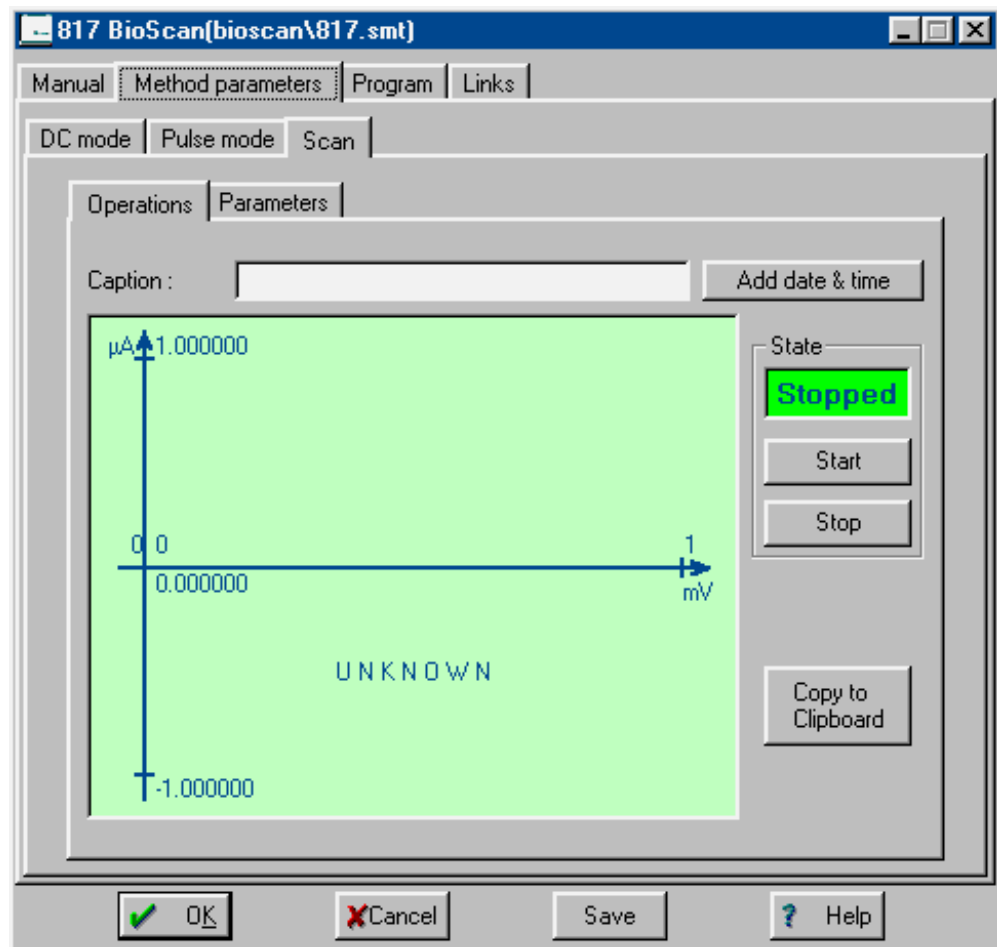 817 BioScan(bioscan\817.smt)
Manual Method parameters Program Links
DC mode Pulse mode Scan
Operations Parameters
Caption : Add date & time
µA 1.000000
State
Stopped
Start
Stop
0 0 1
0.000000
mV
UNKNOWN
Copy to
Clipboard
-1.000000
OK Cancel Save ? Help